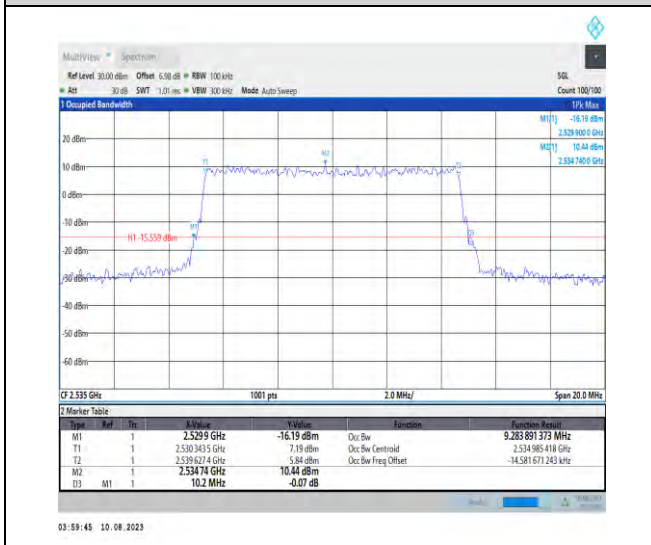 MultiView Spectrum
Ref Level 30.00 dBm Offset 6.98 dB RBW 100 kHz SGL
Att 30 dB SWT 1.01 ms VBW 300 kHz Mode Auto Sweep Count 100/100
1 Occupied Bandwidth 1Pk Max
M1[1] -16.19 dBm
2.529 900 0 GHz
20 dBm
M2[1] 10.44 dBm
2.534 740 0 GHz
M2
T1
10 dBm
0 dBm
-10 dBm
M1
H1 -15.559 dBm
-20 dBm
-30 dBm
-40 dBm
-50 dBm
-60 dBm
CF 2.535 GHz 1001 pts 2.0 MHz/ Span 20.0 MHz
2 Marker Table
Type Ref Trc X-Value Y-Value Function Function Result
M1 1 2.529 9 GHz -16.19 dBm Occ Bw 9.283 891 373 MHz
T1 1 2.530 343 5 GHz 7.19 dBm Occ Bw Centroid 2.534 985 418 GHz
T2 1 2.539 627 4 GHz 5.84 dBm Occ Bw Freq Offset -14.581 671 243 kHz
M2 1 2.534 74 GHz 10.44 dBm
D3 M1 1 10.2 MHz -0.07 dB
03:59:45 10.08.2023